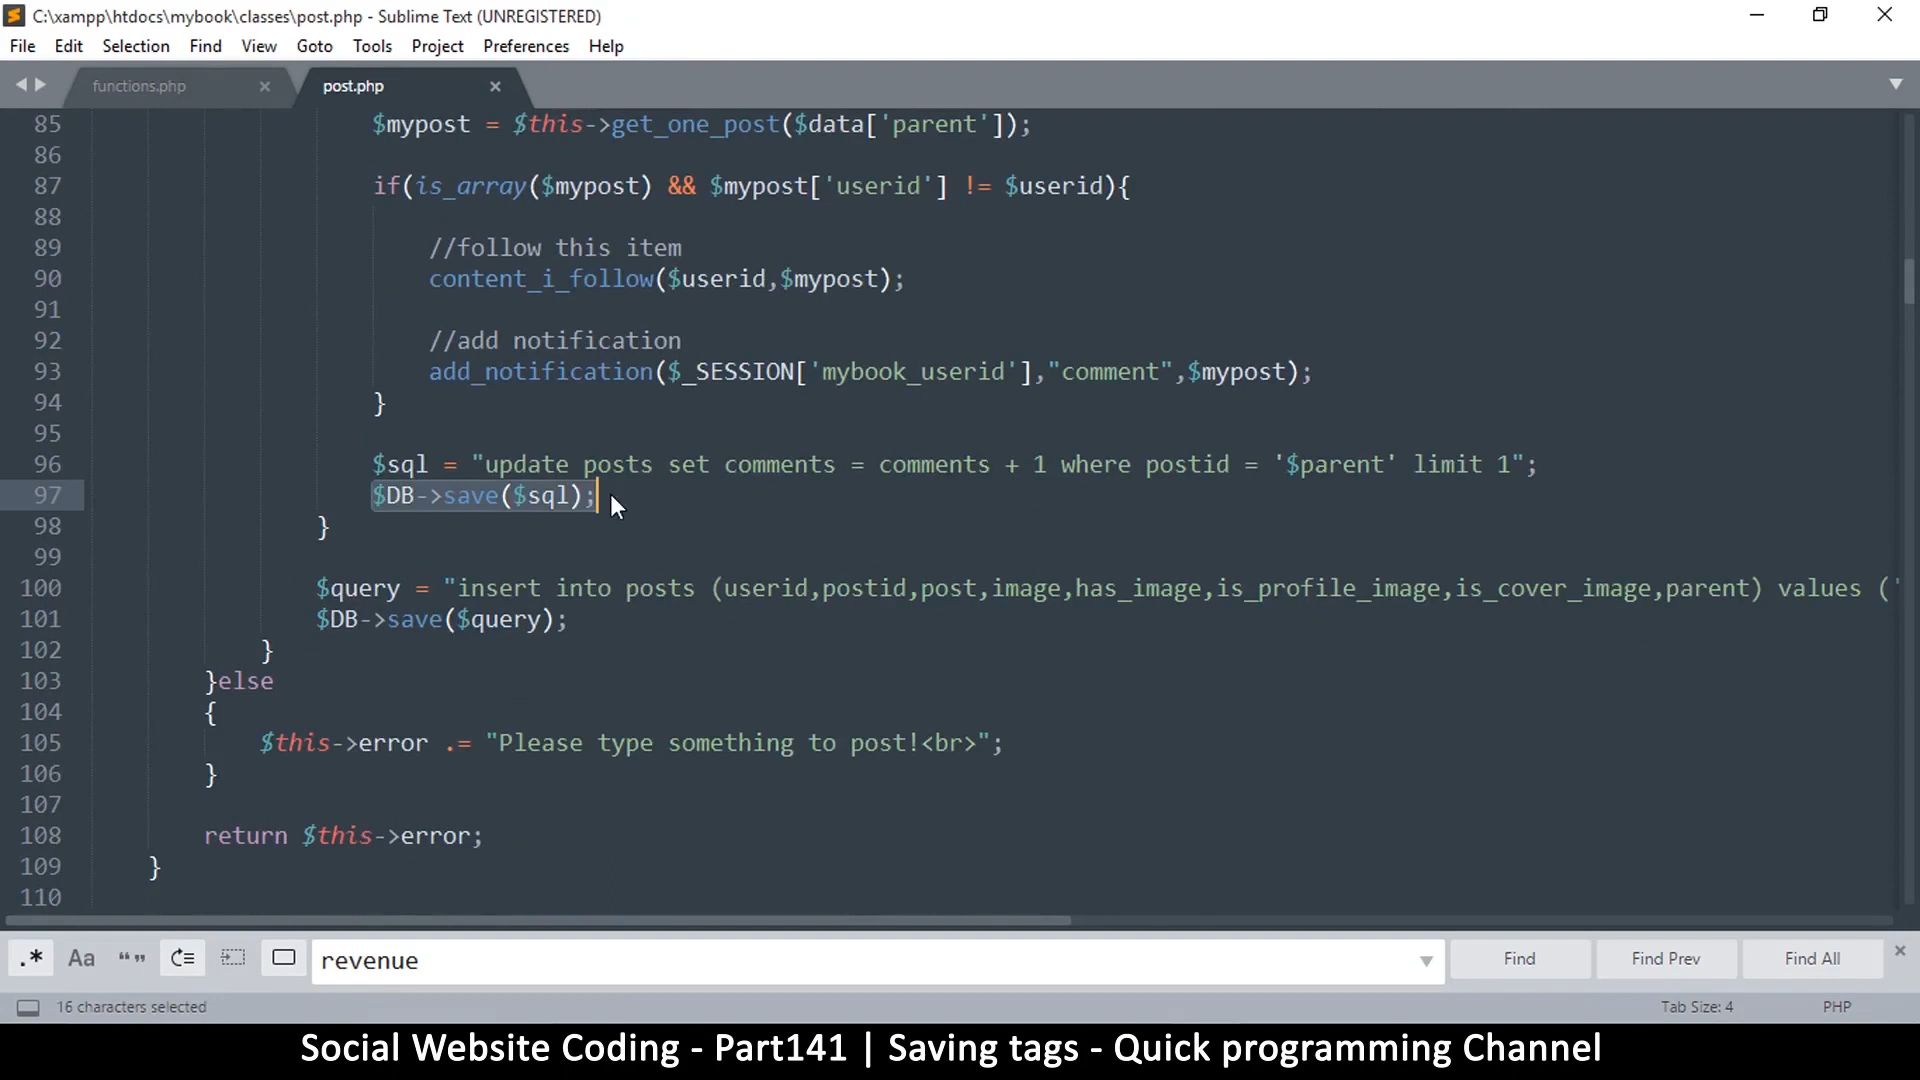 C:\xampp\htdocs\mybook\classes\post.php - Sublime Text (UNREGISTERED)
File Edit Selection Find View Goto Tools Project Preferences Help
functions.php post.php
85 $mypost = $this->get_one_post($data['parent']);
86
87 if(is_array($mypost) && $mypost['userid'] != $userid){
88
89 //follow this item
90 content_i_follow($userid,$mypost);
91
92 //add notification
93 add_notification($_SESSION['mybook_userid'],"comment",$mypost);
94 }
95
96 $sql = "update posts set comments = comments + 1 where postid = '$parent' limit 1";
97 $DB->save($sql);
98 }
99
100 $query = "insert into posts (userid,postid,post,image,has_image,is_profile_image,is_cover_image,parent) values ('
101 $DB->save($query);
102 }
103 }else
104 {
105 $this->error .= "Please type something to post!<br>";
106 }
107
108 return $this->error;
109 }
110
.* Aa “ ” revenue Find Find Prev Find All
16 characters selected Tab Size: 4 PHP
Social Website Coding - Part141 | Saving tags - Quick programming Channel